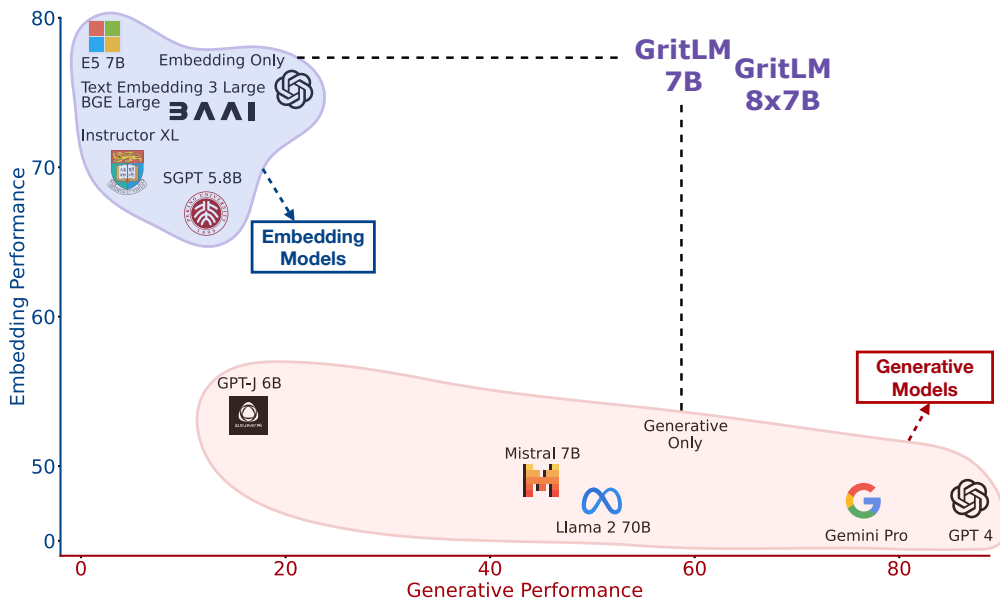 80
E5 7B
Embedding Only
Text Embedding 3 Large
BGE Large
BAAI
Instructor XL
70
SGPT 5.8B
Embedding
Models
GritLM
7B
GritLM
8x7B
60
Embedding Performance
Generative
Models
GPT-J 6B
Generative
Only
50
Mistral 7B
Llama 2 70B
Gemini Pro
GPT 4
0
0
20
40
60
80
Generative Performance